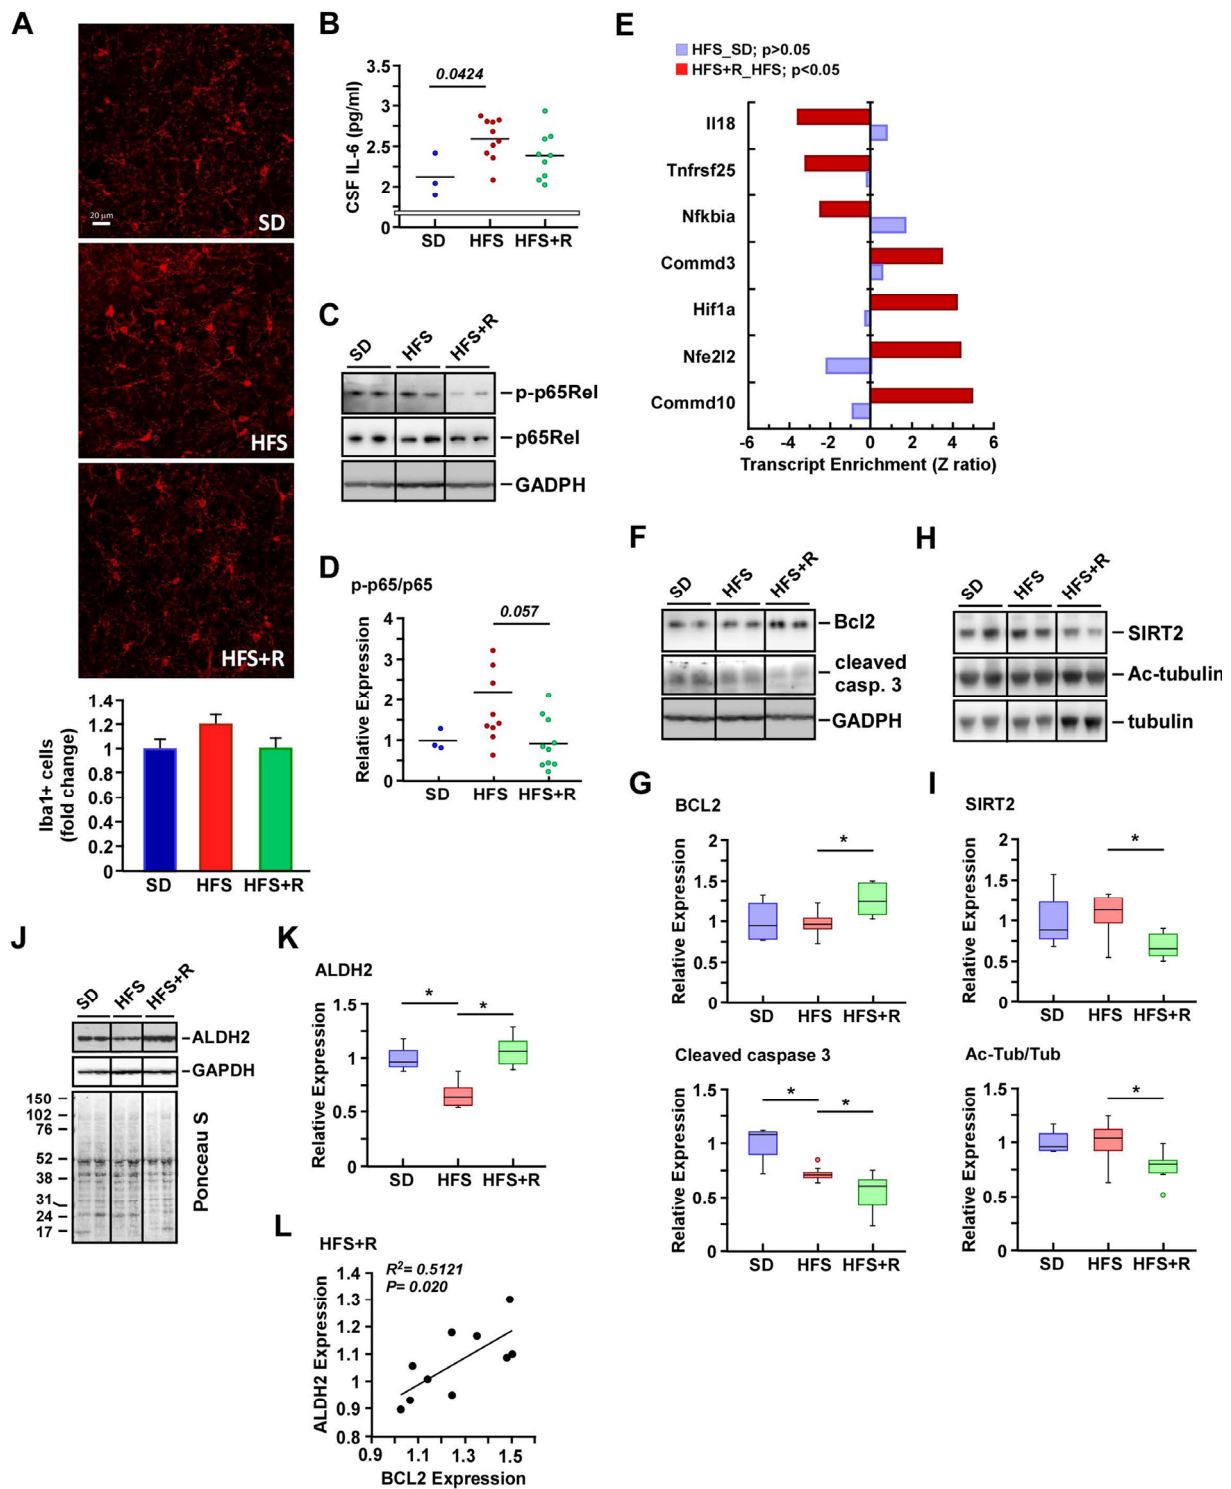 A
20 µm
SD
HFS
HFS+R
Iba1+ cells
(fold change)
1.4
1.2
1
0.8
0.6
0.4
0.2
0
SD HFS HFS+R
B
CSF IL-6 (pg/ml)
3.5
3
2.5
2
0
0.0424
SD HFS HFS+R
C
SD HFS HFS+R
p-p65Rel
p65Rel
GADPH
D
p-p65/p65
Relative Expression
4
3
2
1
0
0.057
SD HFS HFS+R
E
HFS_SD; p>0.05
HFS+R_HFS; p<0.05
Il18
Tnfrsf25
Nfkbia
Commd3
Hif1a
Nfe2l2
Commd10
-6 -4 -2 0 2 4 6
Transcript Enrichment (Z ratio)
F
SD HFS HFS+R
Bcl2
cleaved
casp. 3
GADPH
G
BCL2
Relative Expression
2
1.5
1
0.5
0
*
SD HFS HFS+R
Cleaved caspase 3
Relative Expression
1.5
1
0.5
0
* *
SD HFS HFS+R
H
SD HFS HFS+R
SIRT2
Ac-tubulin
tubulin
I
SIRT2
Relative Expression
2
1.5
1
0.5
0
*
SD HFS HFS+R
Ac-Tub/Tub
Relative Expression
1.5
1
0.5
0
*
SD HFS HFS+R
J
SD HFS HFS+R
ALDH2
GAPDH
150
102
76
52
38
31
24
17
Ponceau S
K
ALDH2
Relative Expression
1.5
1
0.5
0
* *
SD HFS HFS+R
L
HFS+R
R²= 0.5121
P= 0.020
ALDH2 Expression
1.4
1.3
1.2
1.1
1
0.9
0.8
0.9 1.1 1.3 1.5
BCL2 Expression